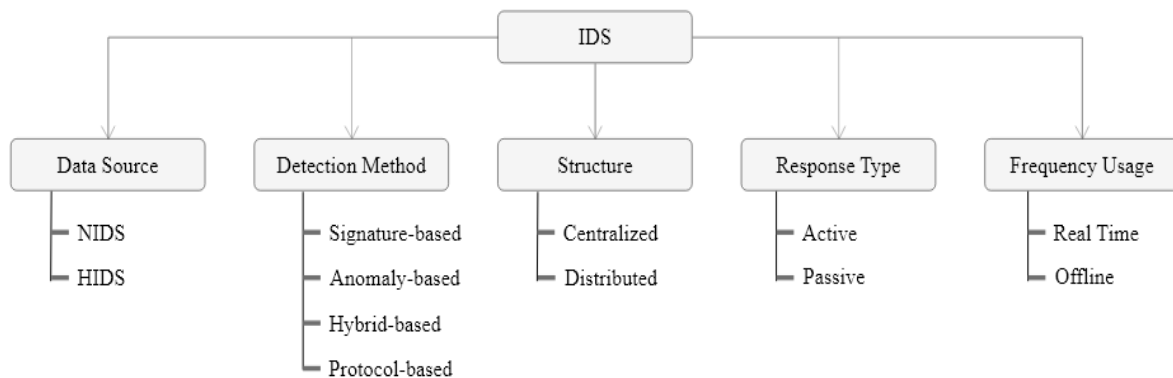 IDS
Data Source
Detection Method
Structure
Response Type
Frequency Usage
NIDS
HIDS
Signature-based
Anomaly-based
Hybrid-based
Protocol-based
Centralized
Distributed
Active
Passive
Real Time
Offline